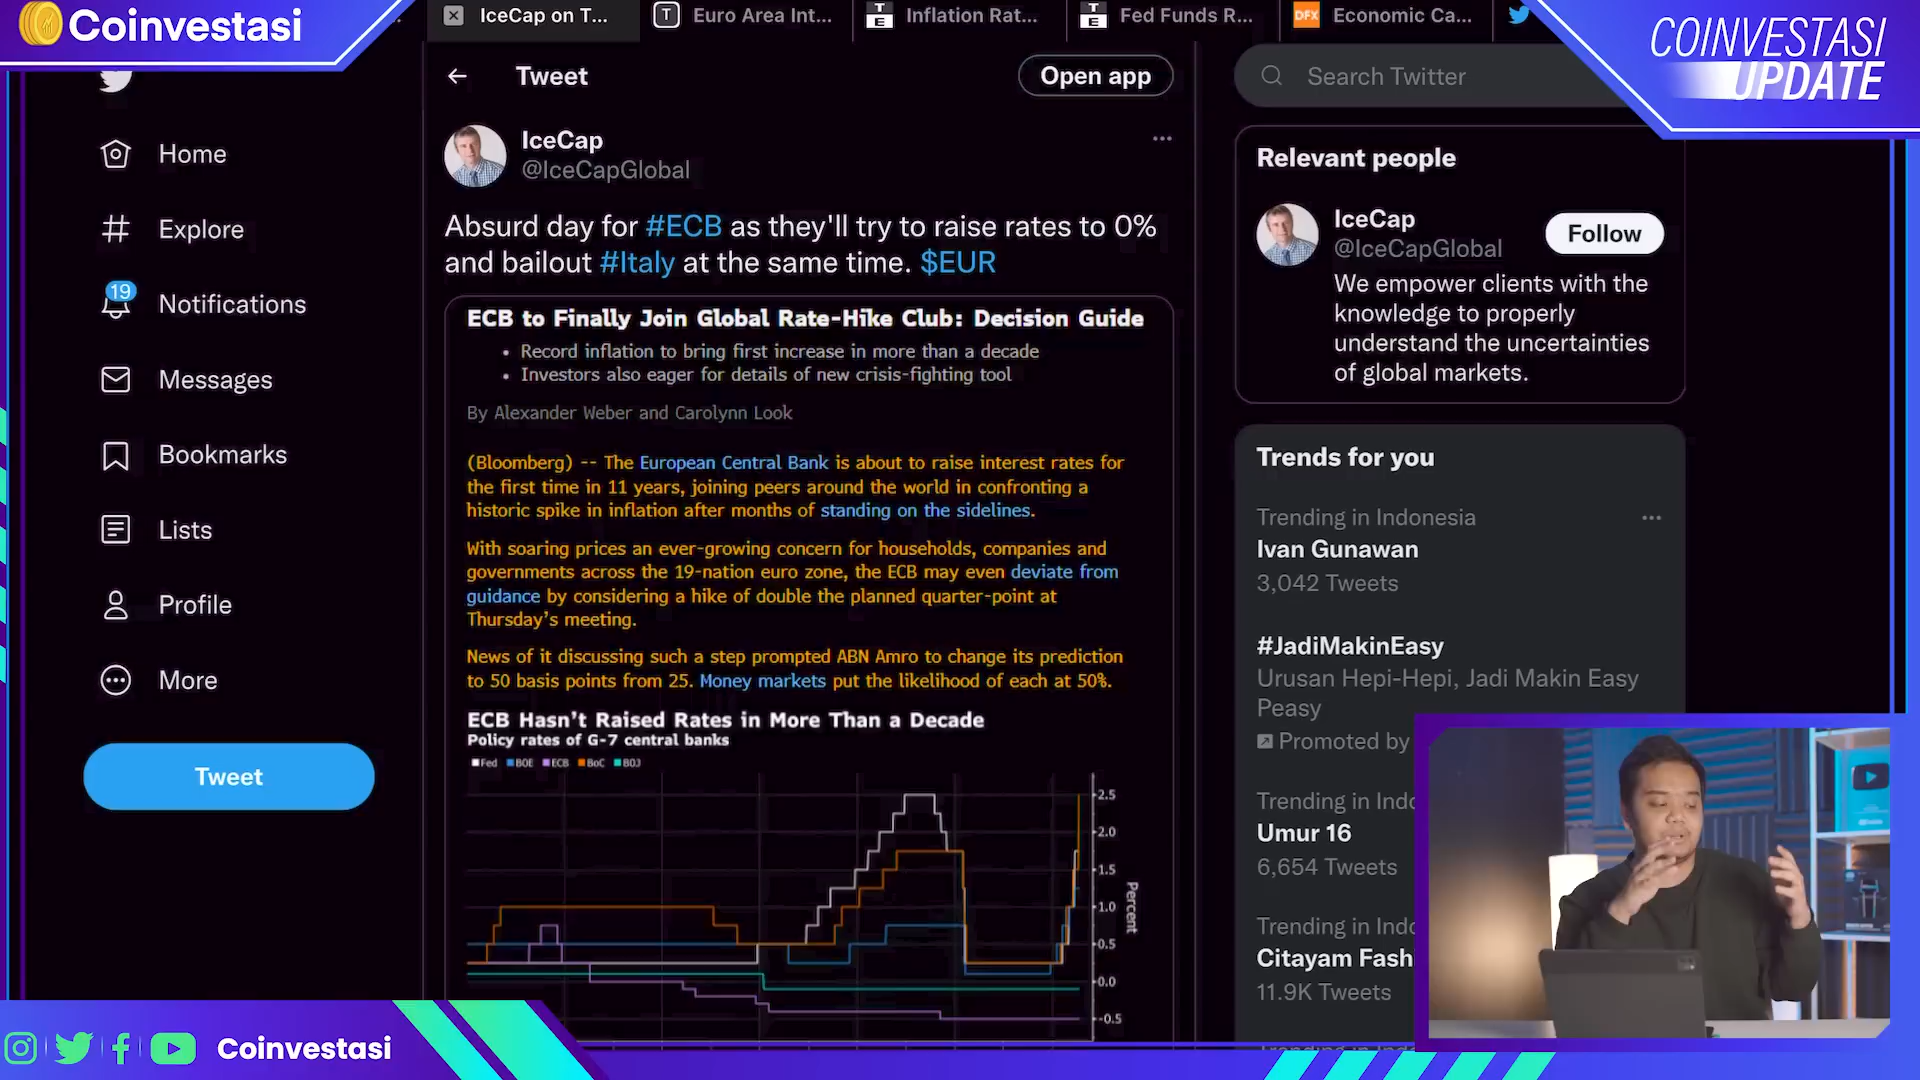 Coinvestasi
IceCap on T...
Euro Area Int...
Inflation Rat...
Fed Funds R...
DFX
Economic Ca...
COINVESTASI
UPDATE
Tweet
Open app
Search Twitter
Home
Explore
19
Notifications
Messages
Bookmarks
Lists
Profile
More
Tweet
IceCap
@IceCapGlobal
Absurd day for #ECB as they'll try to raise rates to 0%
and bailout #Italy at the same time. $EUR
ECB to Finally Join Global Rate-Hike Club: Decision Guide
• Record inflation to bring first increase in more than a decade
• Investors also eager for details of new crisis-fighting tool
By Alexander Weber and Carolynn Look
(Bloomberg) -- The European Central Bank is about to raise interest rates for
the first time in 11 years, joining peers around the world in confronting a
historic spike in inflation after months of standing on the sidelines.
With soaring prices an ever-growing concern for households, companies and
governments across the 19-nation euro zone, the ECB may even deviate from
guidance by considering a hike of double the planned quarter-point at
Thursday's meeting.
News of it discussing such a step prompted ABN Amro to change its prediction
to 50 basis points from 25. Money markets put the likelihood of each at 50%.
ECB Hasn't Raised Rates in More Than a Decade
Policy rates of G-7 central banks
Fed BOE ECB BoC BOJ
2.5
2.0
1.5
1.0
0.5
0.0
-0.5
Percent
Relevant people
IceCap
@IceCapGlobal
Follow
We empower clients with the
knowledge to properly
understand the uncertainties
of global markets.
Trends for you
Trending in Indonesia
Ivan Gunawan
3,042 Tweets
#JadiMakinEasy
Urusan Hepi-Hepi, Jadi Makin Easy
Peasy
Promoted by
Trending in Indo
Umur 16
6,654 Tweets
Trending in Indo
Citayam Fash
11.9K Tweets
Coinvestasi